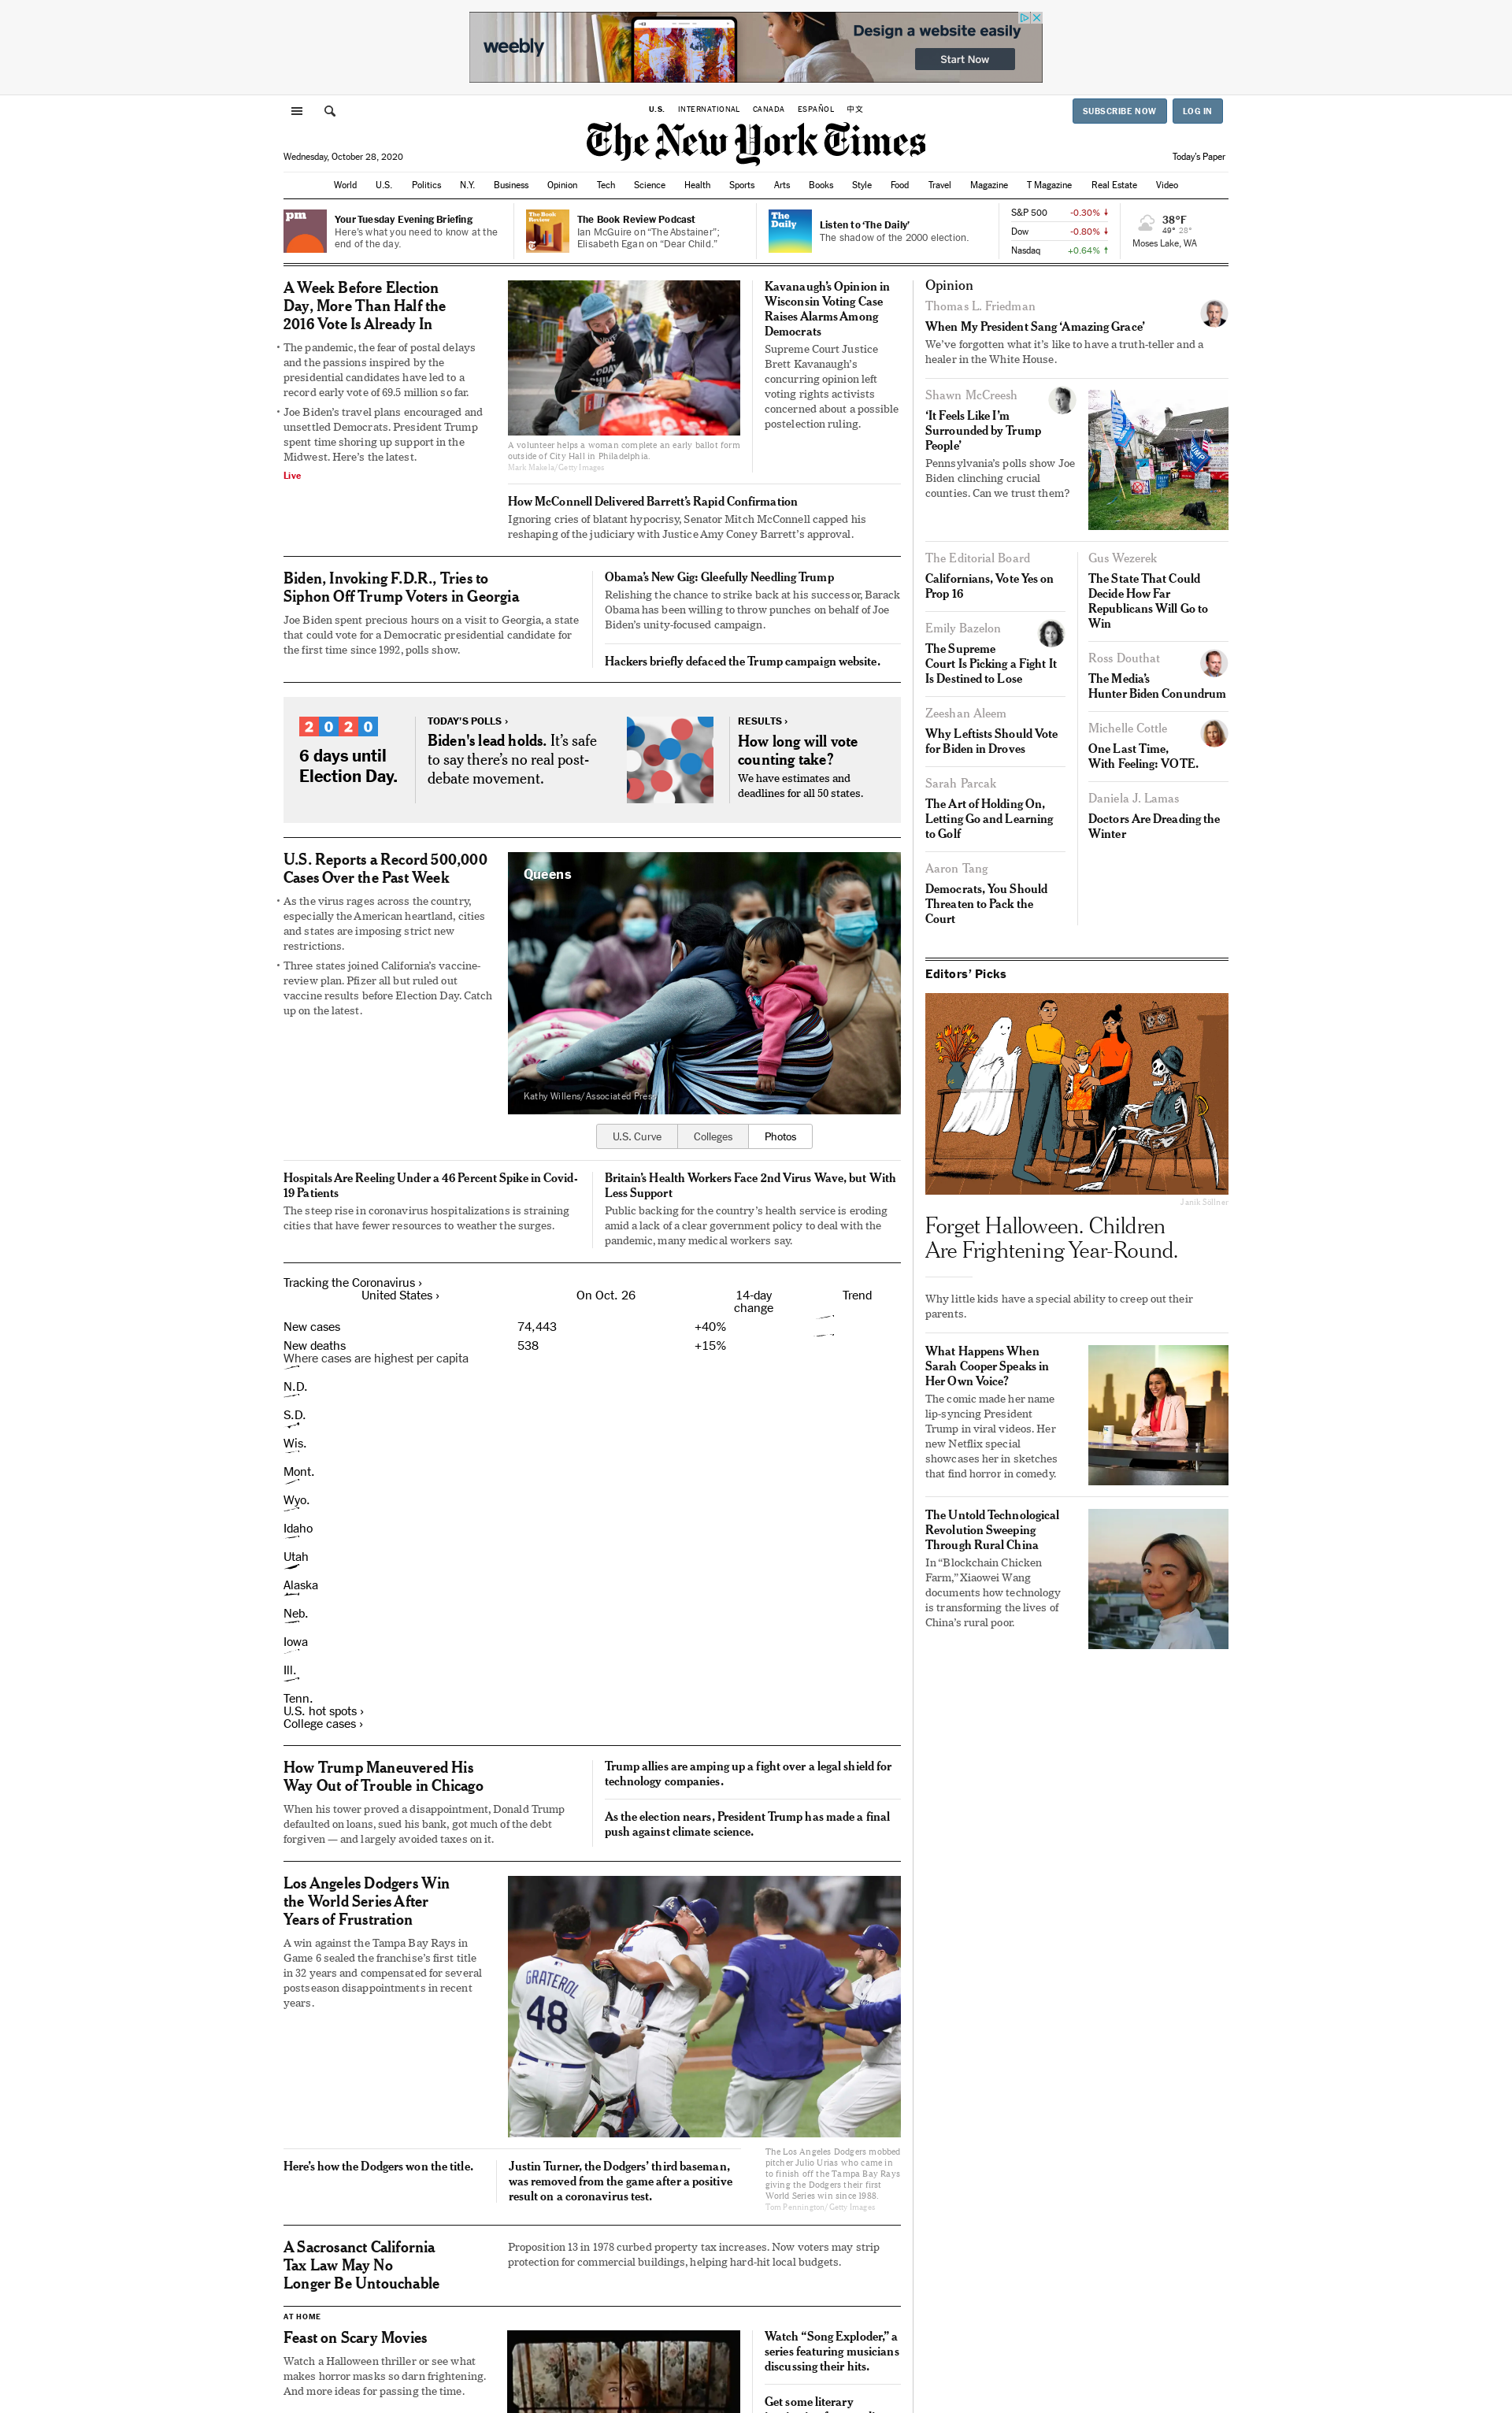 weebly
Design a website easily
Start Now
U.S. INTERNATIONAL CANADA ESPAÑOL 中文
SUBSCRIBE NOW LOG IN
The New York Times
Wednesday, October 28, 2020
Today's Paper
World U.S. Politics N.Y. Business Opinion Tech Science Health Sports Arts Books Style Food Travel Magazine T Magazine Real Estate Video
pm
Your Tuesday Evening Briefing
Here's what you need to know at the
end of the day.
The Book
Review
The Book Review Podcast
Ian McGuire on “The Abstainer”;
Elisabeth Egan on “Dear Child.”
The
Daily
Listen to ‘The Daily’
The shadow of the 2000 election.
S&P 500 -0.30%
Dow -0.80%
Nasdaq +0.64%
38°F
49° 28°
Moses Lake, WA
A Week Before Election
Day, More Than Half the
2016 Vote Is Already In
• The pandemic, the fear of postal delays
and the passions inspired by the
presidential candidates have led to a
record early vote of 69.5 million so far.
• Joe Biden’s travel plans encouraged and
unsettled Democrats. President Trump
spent time shoring up support in the
Midwest. Here’s the latest.
Live
A volunteer helps a woman complete an early ballot form
outside of City Hall in Philadelphia.
Mark Makela/Getty Images
Kavanaugh’s Opinion in
Wisconsin Voting Case
Raises Alarms Among
Democrats
Supreme Court Justice
Brett Kavanaugh’s
concurring opinion left
voting rights activists
concerned about a possible
postelection ruling.
How McConnell Delivered Barrett’s Rapid Confirmation
Ignoring cries of blatant hypocrisy, Senator Mitch McConnell capped his
reshaping of the judiciary with Justice Amy Coney Barrett’s approval.
Biden, Invoking F.D.R., Tries to
Siphon Off Trump Voters in Georgia
Joe Biden spent precious hours on a visit to Georgia, a state
that could vote for a Democratic presidential candidate for
the first time since 1992, polls show.
Obama’s New Gig: Gleefully Needling Trump
Relishing the chance to strike back at his successor, Barack
Obama has been willing to throw punches on behalf of Joe
Biden’s unity-focused campaign.
Hackers briefly defaced the Trump campaign website.
2020
6 days until
Election Day.
TODAY’S POLLS ›
Biden's lead holds. It’s safe
to say there’s no real post-
debate movement.
RESULTS ›
How long will vote
counting take?
We have estimates and
deadlines for all 50 states.
U.S. Reports a Record 500,000
Cases Over the Past Week
• As the virus rages across the country,
especially the American heartland, cities
and states are imposing strict new
restrictions.
• Three states joined California’s vaccine-
review plan. Pfizer all but ruled out
vaccine results before Election Day. Catch
up on the latest.
Queens
Kathy Willens/Associated Press
U.S. Curve Colleges Photos
Hospitals Are Reeling Under a 46 Percent Spike in Covid-
19 Patients
The steep rise in coronavirus hospitalizations is straining
cities that have fewer resources to weather the surges.
Britain’s Health Workers Face 2nd Virus Wave, but With
Less Support
Public backing for the country’s health service is eroding
amid a lack of a clear government policy to deal with the
pandemic, many medical workers say.
Tracking the Coronavirus ›
United States › On Oct. 26 14-day
change Trend
New cases 74,443 +40%
New deaths 538 +15%
Where cases are highest per capita
N.D.
S.D.
Wis.
Mont.
Wyo.
Idaho
Utah
Alaska
Neb.
Iowa
Ill.
Tenn.
U.S. hot spots ›
College cases ›
How Trump Maneuvered His
Way Out of Trouble in Chicago
When his tower proved a disappointment, Donald Trump
defaulted on loans, sued his bank, got much of the debt
forgiven — and largely avoided taxes on it.
Trump allies are amping up a fight over a legal shield for
technology companies.
As the election nears, President Trump has made a final
push against climate science.
Los Angeles Dodgers Win
the World Series After
Years of Frustration
A win against the Tampa Bay Rays in
Game 6 sealed the franchise’s first title
in 32 years and compensated for several
postseason disappointments in recent
years.
GRATEROL
48
Here’s how the Dodgers won the title.
Justin Turner, the Dodgers’ third baseman,
was removed from the game after a positive
result on a coronavirus test.
The Los Angeles Dodgers mobbed
pitcher Julio Urias who came in
to finish off the Tampa Bay Rays
giving the Dodgers their first
World Series win since 1988.
Tom Pennington/Getty Images
A Sacrosanct California
Tax Law May No
Longer Be Untouchable
Proposition 13 in 1978 curbed property tax increases. Now voters may strip
protection for commercial buildings, helping hard-hit local budgets.
AT HOME
Feast on Scary Movies
Watch a Halloween thriller or see what
makes horror masks so darn frightening.
And more ideas for passing the time.
Watch “Song Exploder,” a
series featuring musicians
discussing their hits.
Get some literary
Opinion
Thomas L. Friedman
When My President Sang ‘Amazing Grace’
We’ve forgotten what it’s like to have a truth-teller and a
healer in the White House.
Shawn McCreesh
‘It Feels Like I’m
Surrounded by Trump
People’
Pennsylvania’s polls show Joe
Biden clinching crucial
counties. Can we trust them?
The Editorial Board
Californians, Vote Yes on
Prop 16
Emily Bazelon
The Supreme
Court Is Picking a Fight It
Is Destined to Lose
Zeeshan Aleem
Why Leftists Should Vote
for Biden in Droves
Sarah Parcak
The Art of Holding On,
Letting Go and Learning
to Golf
Aaron Tang
Democrats, You Should
Threaten to Pack the
Court
Gus Wezerek
The State That Could
Decide How Far
Republicans Will Go to
Win
Ross Douthat
The Media’s
Hunter Biden Conundrum
Michelle Cottle
One Last Time,
With Feeling: VOTE.
Daniela J. Lamas
Doctors Are Dreading the
Winter
Editors’ Picks
Janik Söllner
Forget Halloween. Children
Are Frightening Year-Round.
Why little kids have a special ability to creep out their
parents.
What Happens When
Sarah Cooper Speaks in
Her Own Voice?
The comic made her name
lip-syncing President
Trump in viral videos. Her
new Netflix special
showcases her in sketches
that find horror in comedy.
The Untold Technological
Revolution Sweeping
Through Rural China
In “Blockchain Chicken
Farm,” Xiaowei Wang
documents how technology
is transforming the lives of
China’s rural poor.